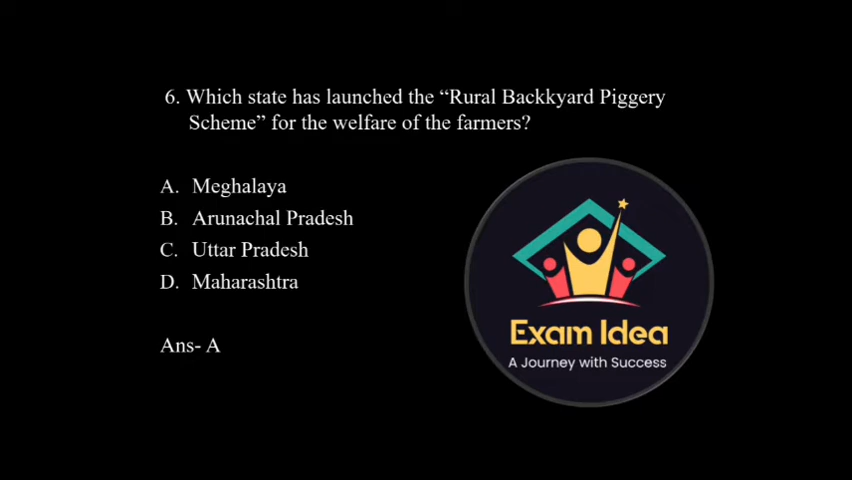 6. Which state has launched the “Rural Backkyard Piggery
Scheme” for the welfare of the farmers?
A. Meghalaya
B. Arunachal Pradesh
C. Uttar Pradesh
D. Maharashtra
Ans- A
Exam Idea
A Journey with Success